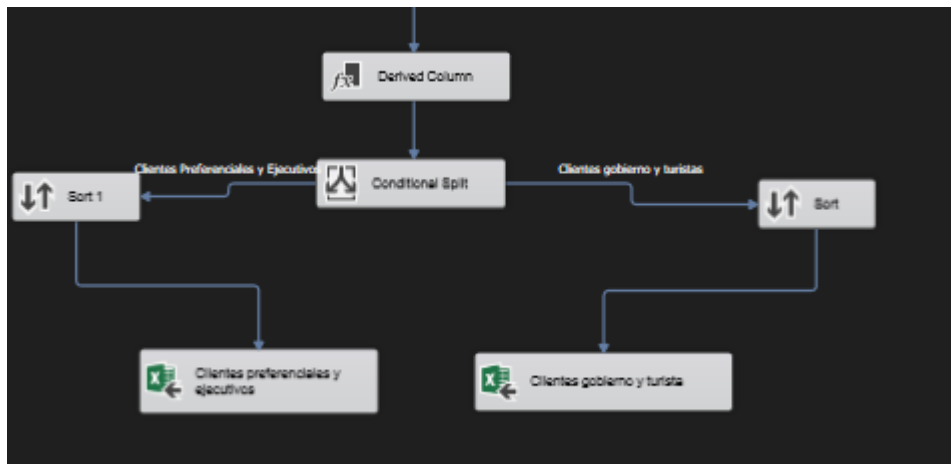 Derived Column
Clientes Preferenciales y Ejecutivos
Conditional Split
Clientes gobierno y turistas
Sort 1
Sort
Clientes preferenciales y
ejecutivos
Clientes gobierno y turista